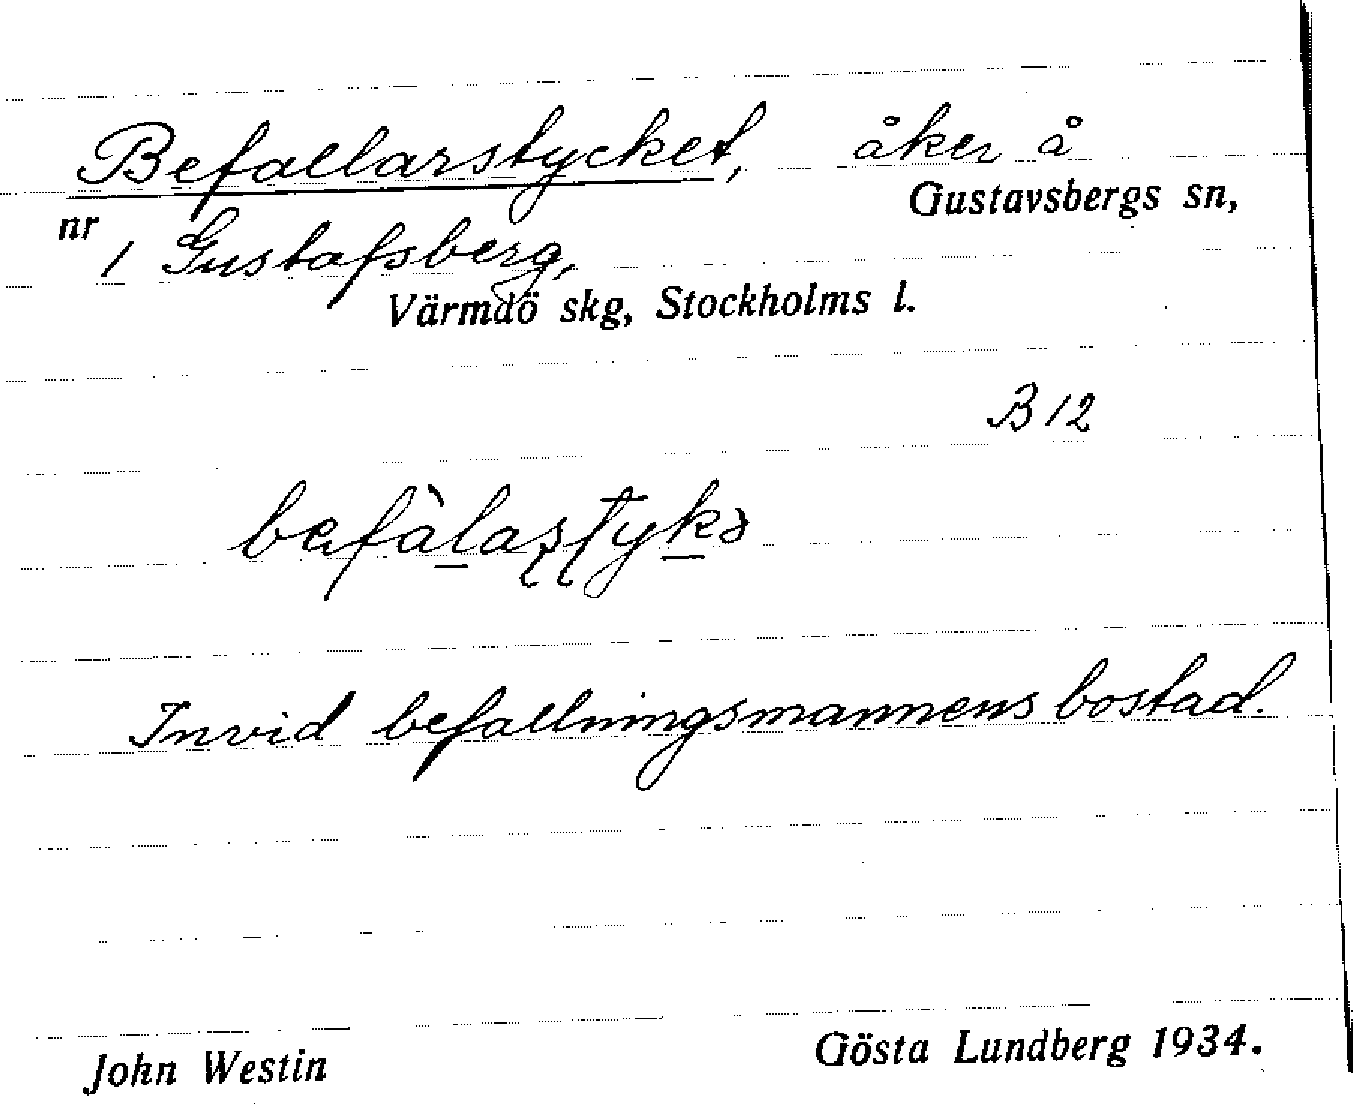 Befallarstycket, åker å
Gustavsbergs sn,
nr 1 Gustafsberg,
Värmdö skg, Stockholms l.
B 12
befàlaʂʈykə
Invid befallningsmannens bostad.
John Westin Gösta Lundberg 1934.